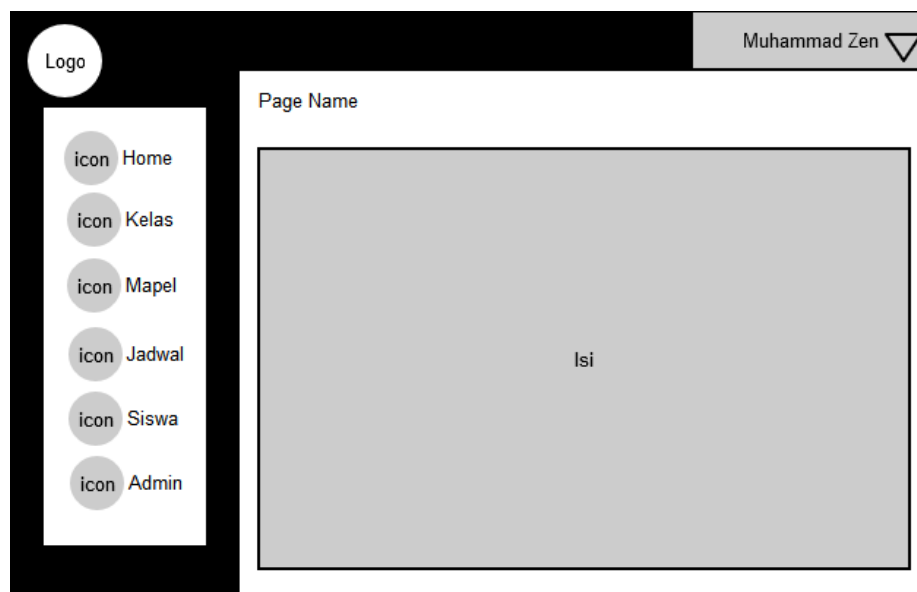 Logo
Muhammad Zen
Page Name
icon Home
icon Kelas
icon Mapel
icon Jadwal
icon Siswa
icon Admin
Isi